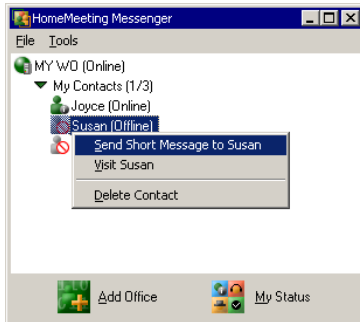 HomeMeeting Messenger
File Tools
MY WO (Online)
My Contacts (1/3)
Joyce (Online)
Susan (Offline)
Send Short Message to Susan
Visit Susan
Delete Contact
Add Office My Status